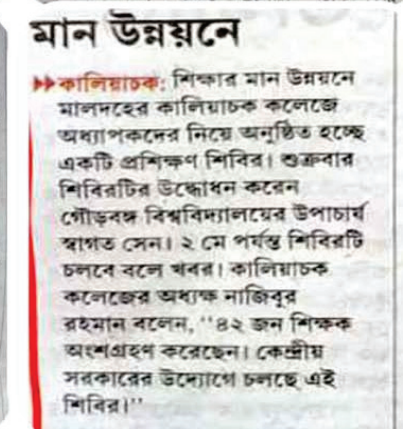 মান উন্নয়নে
▶▶কালিয়াচক: শিক্ষার মান উন্নয়নে
মালদহের কালিয়াচক কলেজে
অধ্যাপকদের নিয়ে অনুষ্ঠিত হচ্ছে
একটি প্রশিক্ষণ শিবির। শুক্রবার
শিবিরটির উদ্ধোধন করেন
গৌড়বঙ্গ বিশ্ববিদ্যালয়ের উপাচার্য
স্বাগত সেন। ২ মে পর্যন্ত শিবিরটি
চলবে বলে খবর। কালিয়াচক
কলেজের অধ্যক্ষ নাজিবুর
রহমান বলেন, ‘‘৪২ জন শিক্ষক
অংশগ্রহণ করেছেন। কেন্দ্রীয়
সরকারের উদ্যোগে চলছে এই
শিবির।’’